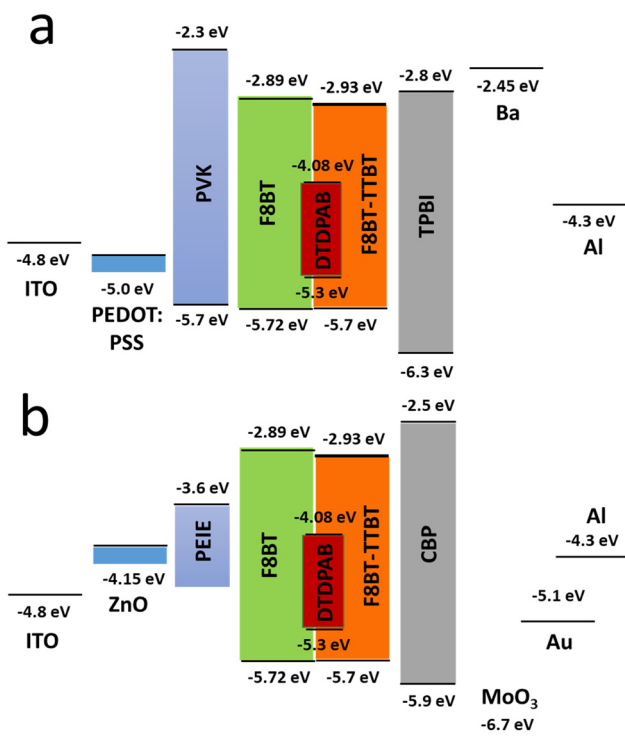 a
-2.3 eV
-2.89 eV
-2.93 eV
-2.8 eV
-2.45 eV
Ba
-4.08 eV
PVK
F8BT
DTDPAB
F8BT-TTBT
TPBI
-4.8 eV
ITO
-5.0 eV
PEDOT:
PSS
-4.3 eV
Al
-5.3 eV
-5.7 eV
-5.72 eV
-5.7 eV
-6.3 eV
b
-2.5 eV
-2.89 eV
-2.93 eV
-3.6 eV
-4.08 eV
PEIE
F8BT
DTDPAB
F8BT-TTBT
CBP
Al
-4.3 eV
-4.15 eV
ZnO
-4.8 eV
ITO
-5.1 eV
Au
-5.3 eV
-5.72 eV
-5.7 eV
-5.9 eV
MoO₃
-6.7 eV